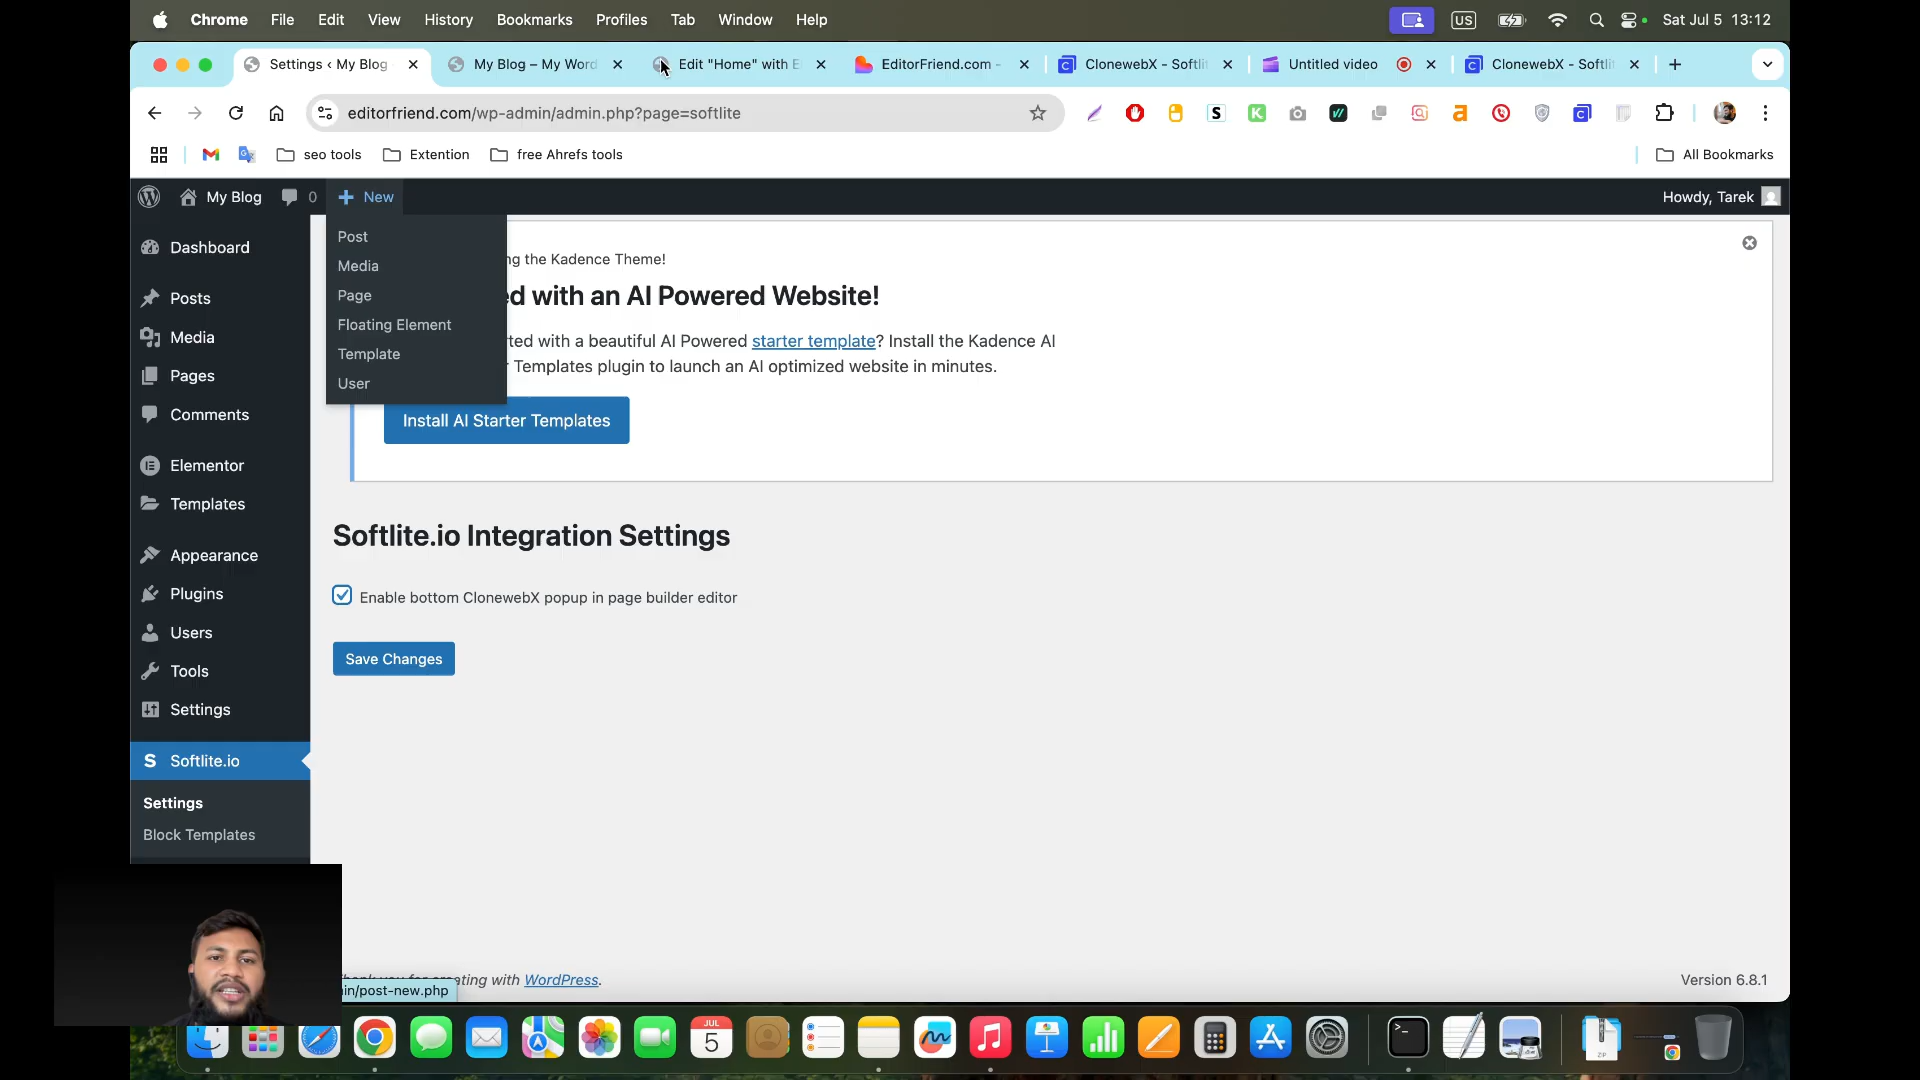 Chrome File Edit View History Bookmarks Profiles Tab Window Help
US Sat Jul 5 13:12
Settings ‹ My Blog
My Blog – My Word
Edit "Home" with E
EditorFriend.com -
ClonewebX - Softli
Untitled video
ClonewebX - Softli
editorfriend.com/wp-admin/admin.php?page=softlite
seo tools
Extention
free Ahrefs tools
All Bookmarks
My Blog
0
New
Howdy, Tarek
Post
Media
Page
Floating Element
Template
User
Dashboard
Posts
Media
Pages
Comments
Elementor
Templates
Appearance
Plugins
Users
Tools
Settings
Softlite.io
Settings
Block Templates
ng the Kadence Theme!
d with an AI Powered Website!
rted with a beautiful AI Powered starter template? Install the Kadence AI
Templates plugin to launch an AI optimized website in minutes.
Install AI Starter Templates
Softlite.io Integration Settings
Enable bottom ClonewebX popup in page builder editor
Save Changes
ating with WordPress.
Version 6.8.1
in/post-new.php
JUL
5
ZIP